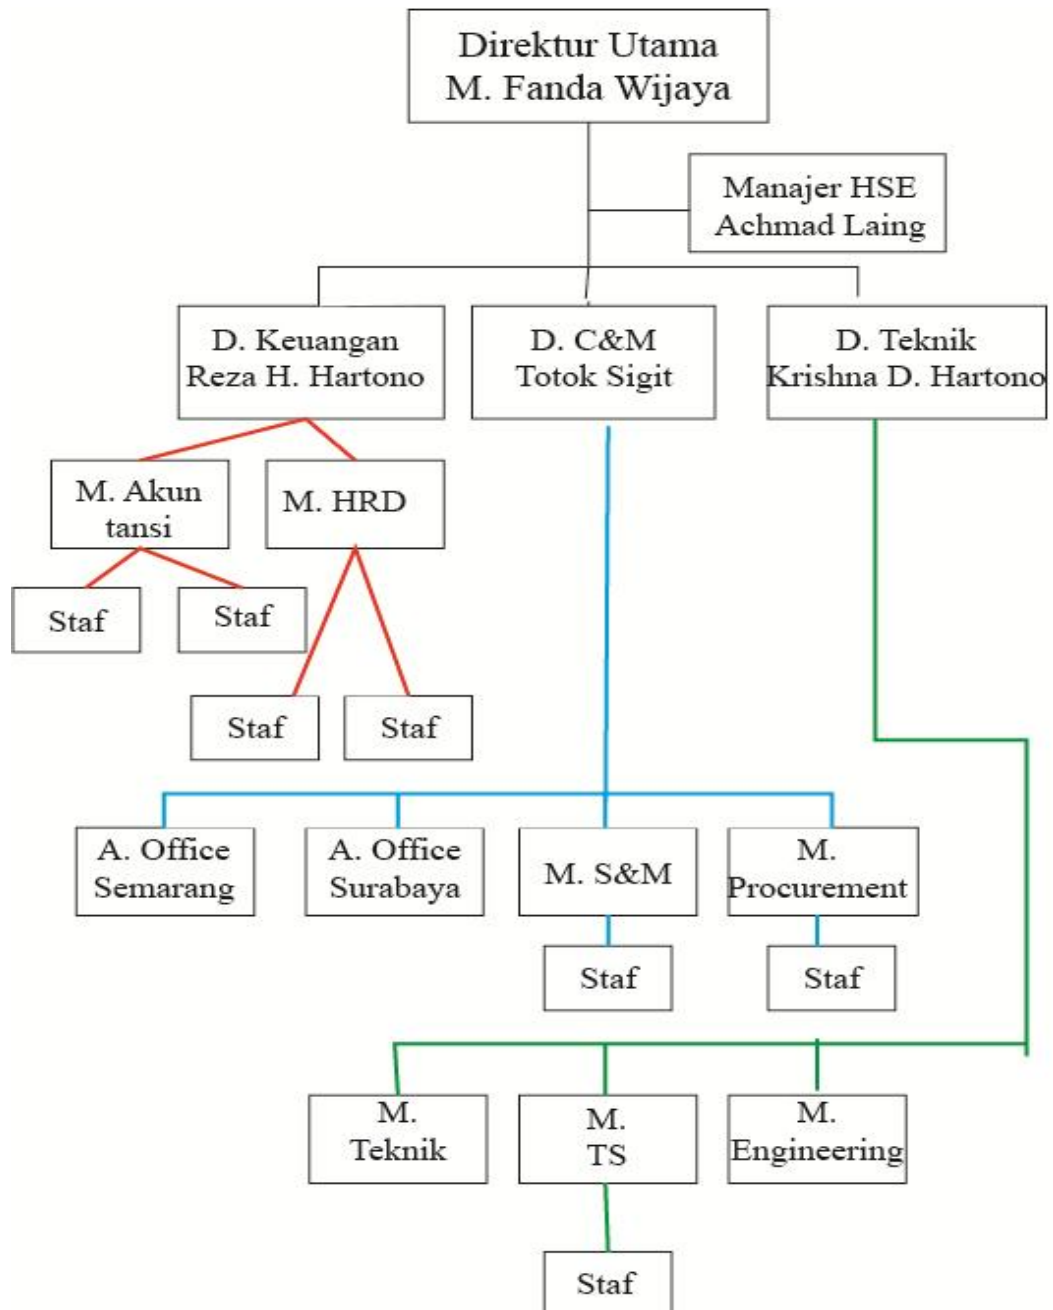 Direktur Utama
M. Fanda Wijaya
Manajer HSE
Achmad Laing
D. Keuangan
Reza H. Hartono
D. C&M
Totok Sigit
D. Teknik
Krishna D. Hartono
M. Akun
tansi
M. HRD
Staf
Staf
Staf
Staf
A. Office
Semarang
A. Office
Surabaya
M. S&M
M.
Procurement
Staf
Staf
M.
Teknik
M.
TS
M.
Engineering
Staf